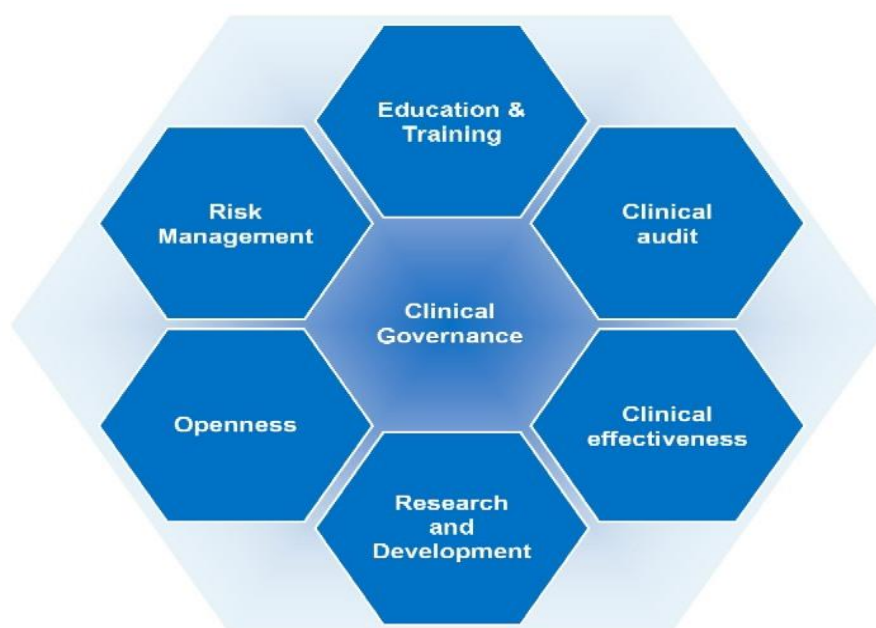 Education &
Training
Risk
Management
Clinical
audit
Clinical
Governance
Openness
Clinical
effectiveness
Research
and
Development